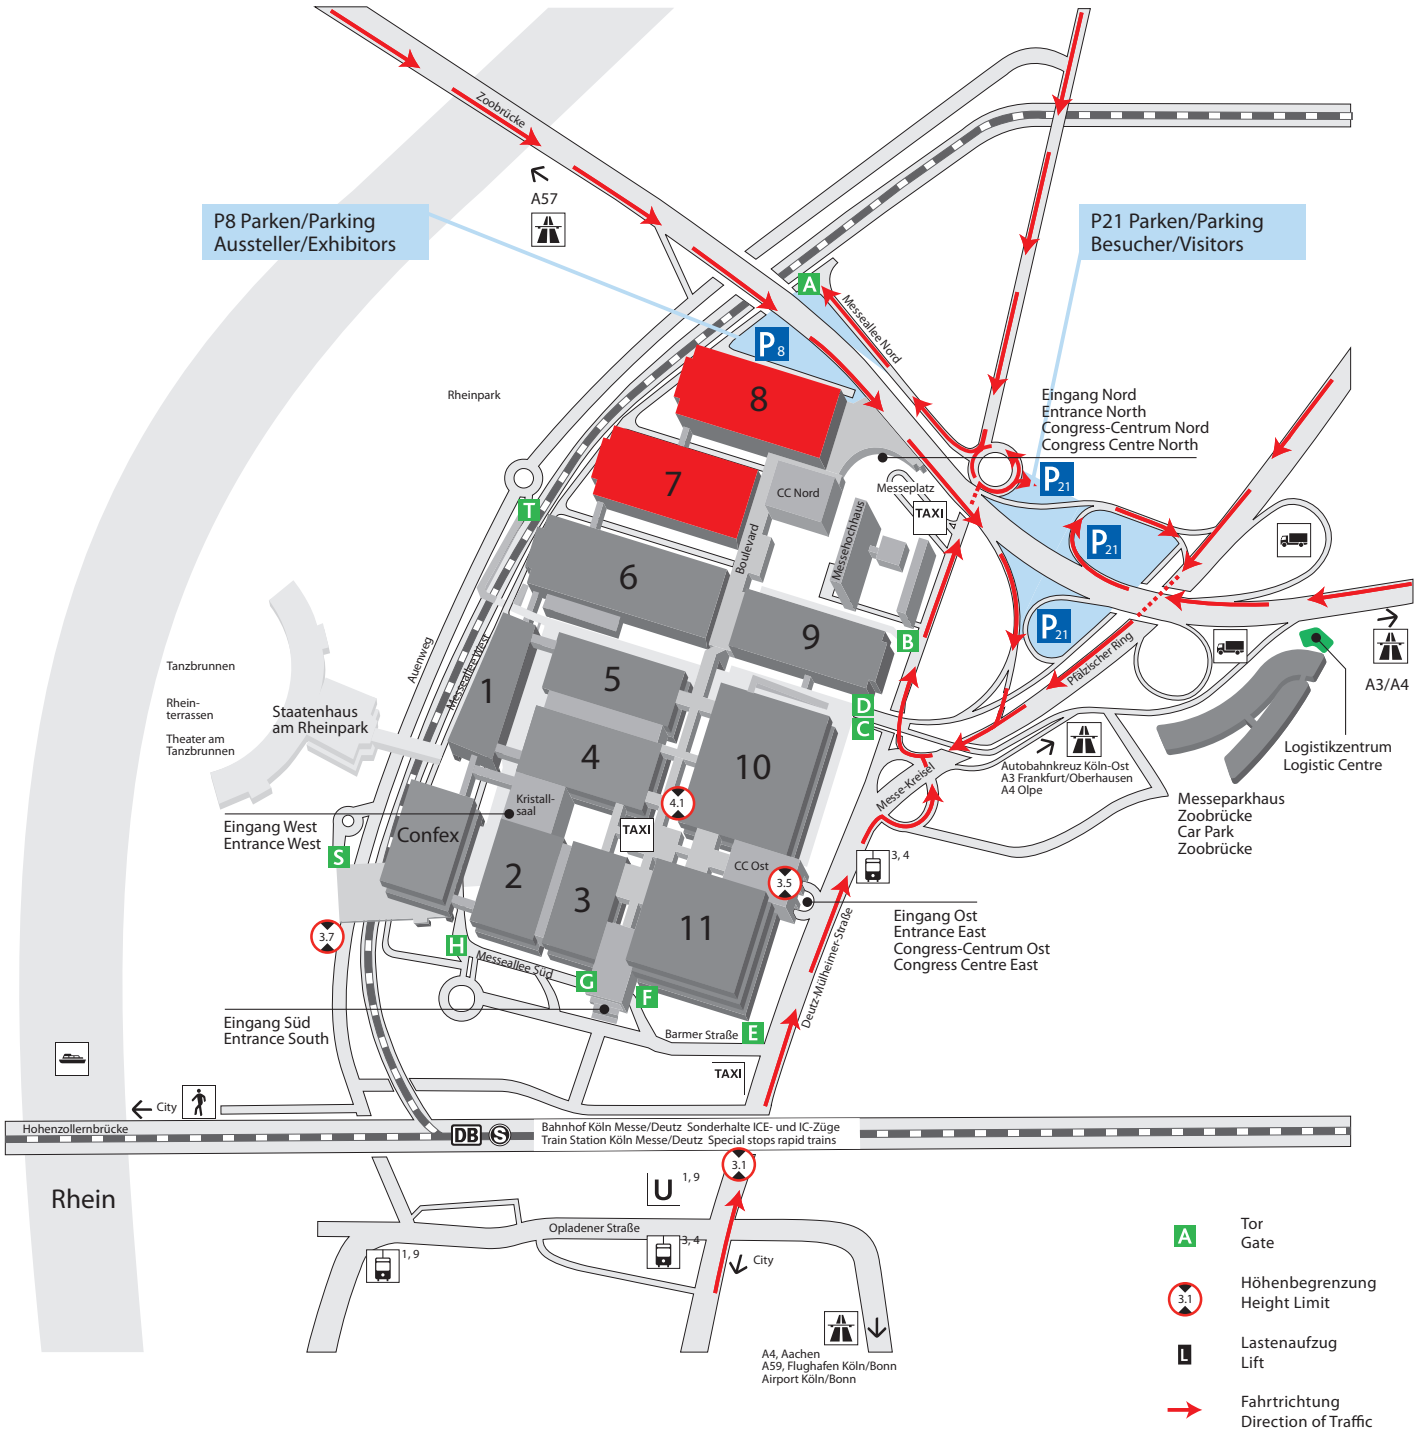 Zoobrücke
A57
P8 Parken/Parking
Aussteller/Exhibitors
P21 Parken/Parking
Besucher/Visitors
A
Messeallee Nord
P8
Rheinpark
8
Eingang Nord
Entrance North
Congress-Centrum Nord
Congress Centre North
7
CC Nord
Messeplatz
P21
T
TAXI
Boulevard
Messehochhaus
P21
6
9
B
P21
Pfälzischer Ring
A3/A4
Auenweg
Messeallee West
Tanzbrunnen
Rhein-
terrassen
Theater am
Tanzbrunnen
Staatenhaus
am Rheinpark
1
5
4
D
C
10
Autobahnkreuz Köln-Ost
A3 Frankfurt/Oberhausen
A4 Olpe
Logistikzentrum
Logistic Centre
Messe-Kreisel
Messeparkhaus
Zoobrücke
Car Park
Zoobrücke
Kristall-
saal
4.1
TAXI
Eingang West
Entrance West
Confex
S
CC Ost
3.5
3, 4
2
3
11
Eingang Ost
Entrance East
Congress-Centrum Ost
Congress Centre East
3.7
H
Messeallee Süd
G
F
E
Deutz-Mülheimer-Straße
Eingang Süd
Entrance South
Barmer Straße
TAXI
City
Hohenzollernbrücke
DB
S
Bahnhof Köln Messe/Deutz Sonderhalte ICE- und IC-Züge
Train Station Köln Messe/Deutz Special stops rapid trains
3.1
Rhein
U
1, 9
Opladener Straße
1, 9
3, 4
City
A4, Aachen
A59, Flughafen Köln/Bonn
Airport Köln/Bonn
A
Tor
Gate
3.1
Höhenbegrenzung
Height Limit
L
Lastenaufzug
Lift
Fahrtrichtung
Direction of Traffic